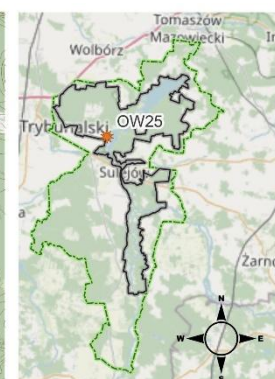 Tomaszów
Mazowiecki
Wolbórz
OW25
Trybunalski
Sulejów
Żarno
N
W
E
S